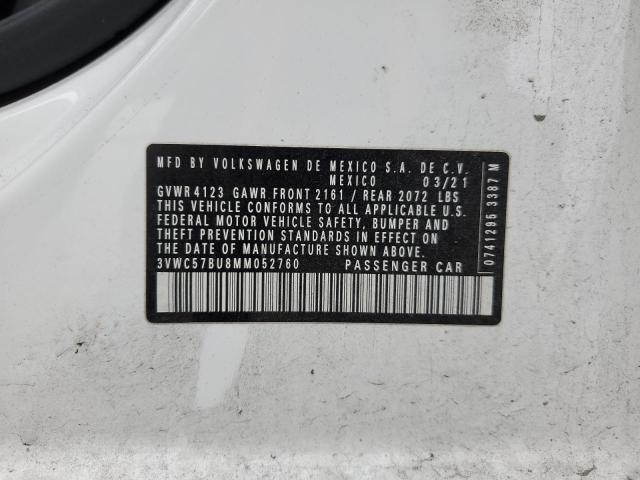 MFD BY VOLKSWAGEN DE MEXICO S.A. DE C.V.
MEXICO 03/21
GVWR 4123 GAWR FRONT 2161 / REAR 2072 LBS
THIS VEHICLE CONFORMS TO ALL APPLICABLE U.S.
FEDERAL MOTOR VEHICLE SAFETY, BUMPER AND
THEFT PREVENTION STANDARDS IN EFFECT ON
THE DATE OF MANUFACTURE SHOWN ABOVE.
3VWC57BU8MM052760 PASSENGER CAR
0741295 3387 M